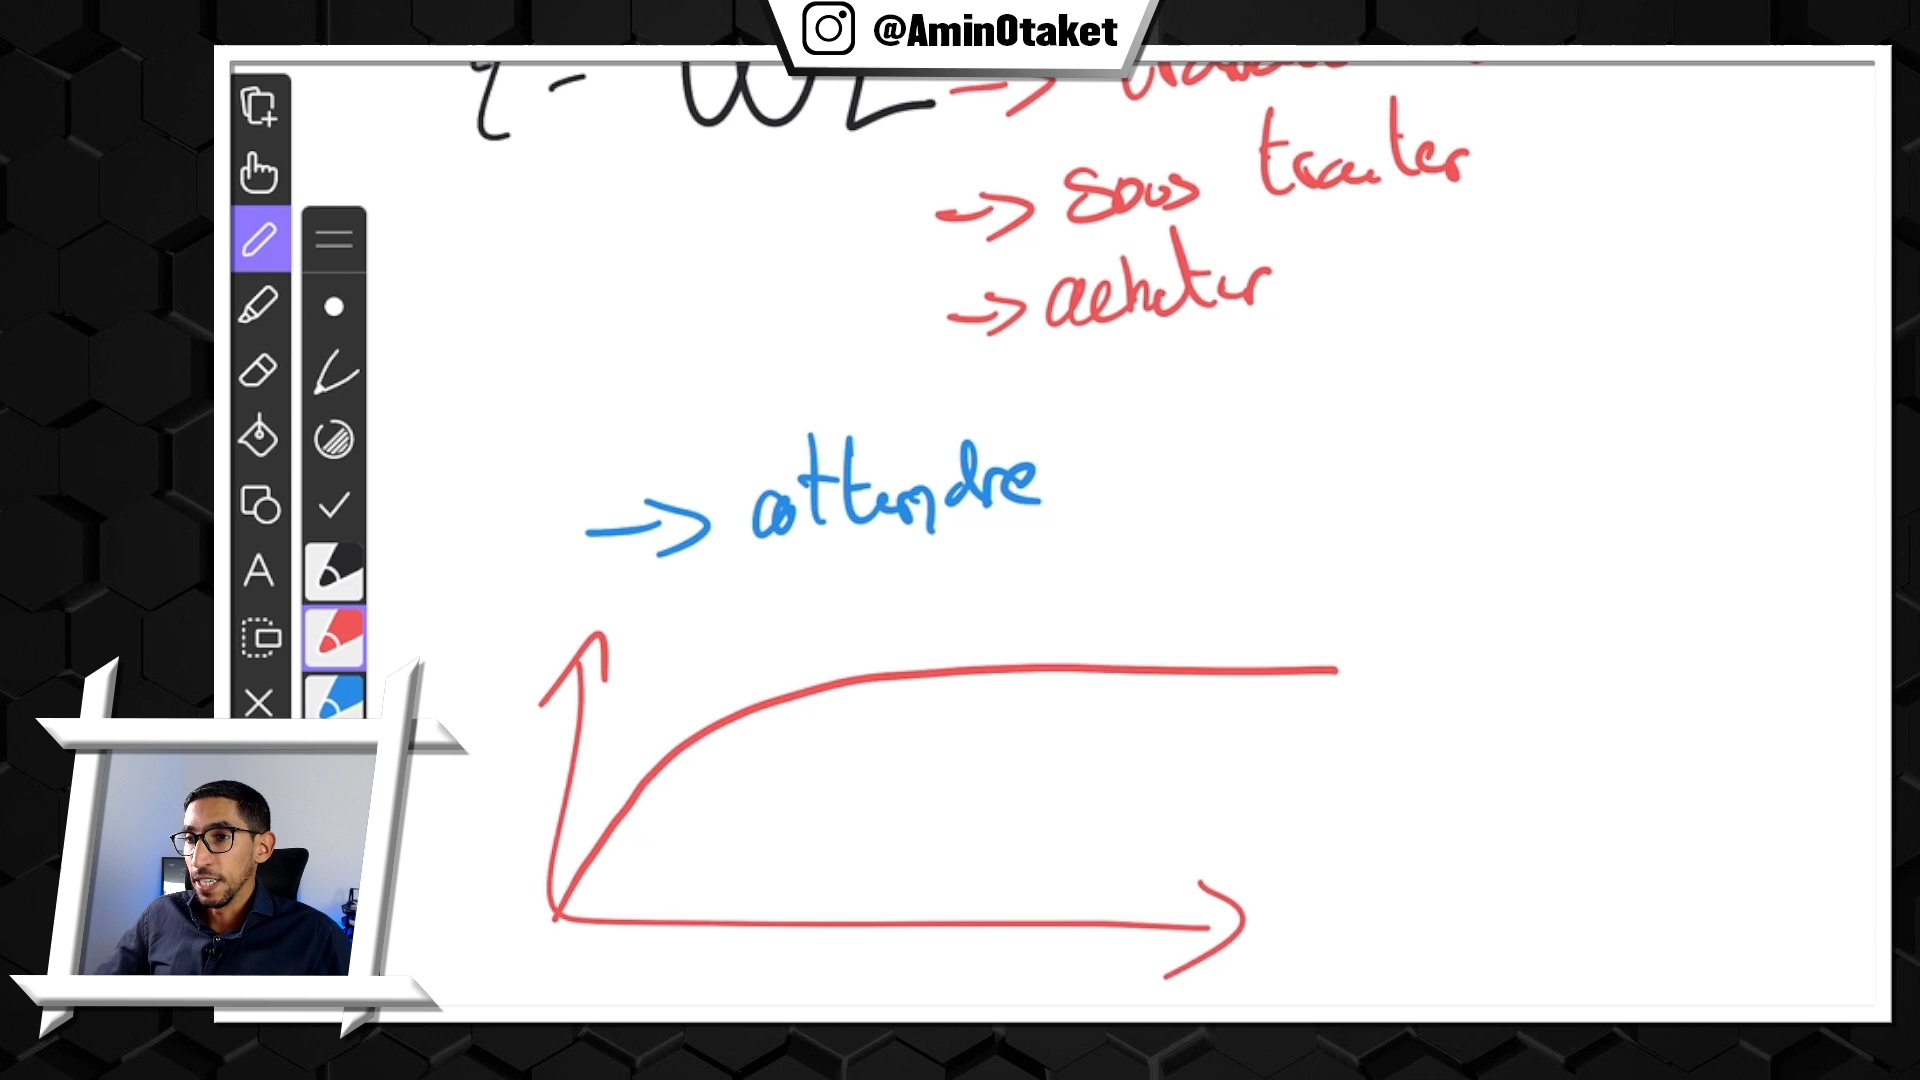 @AminOtaket
→ sous traiter
→ acheter
→ attendre
A